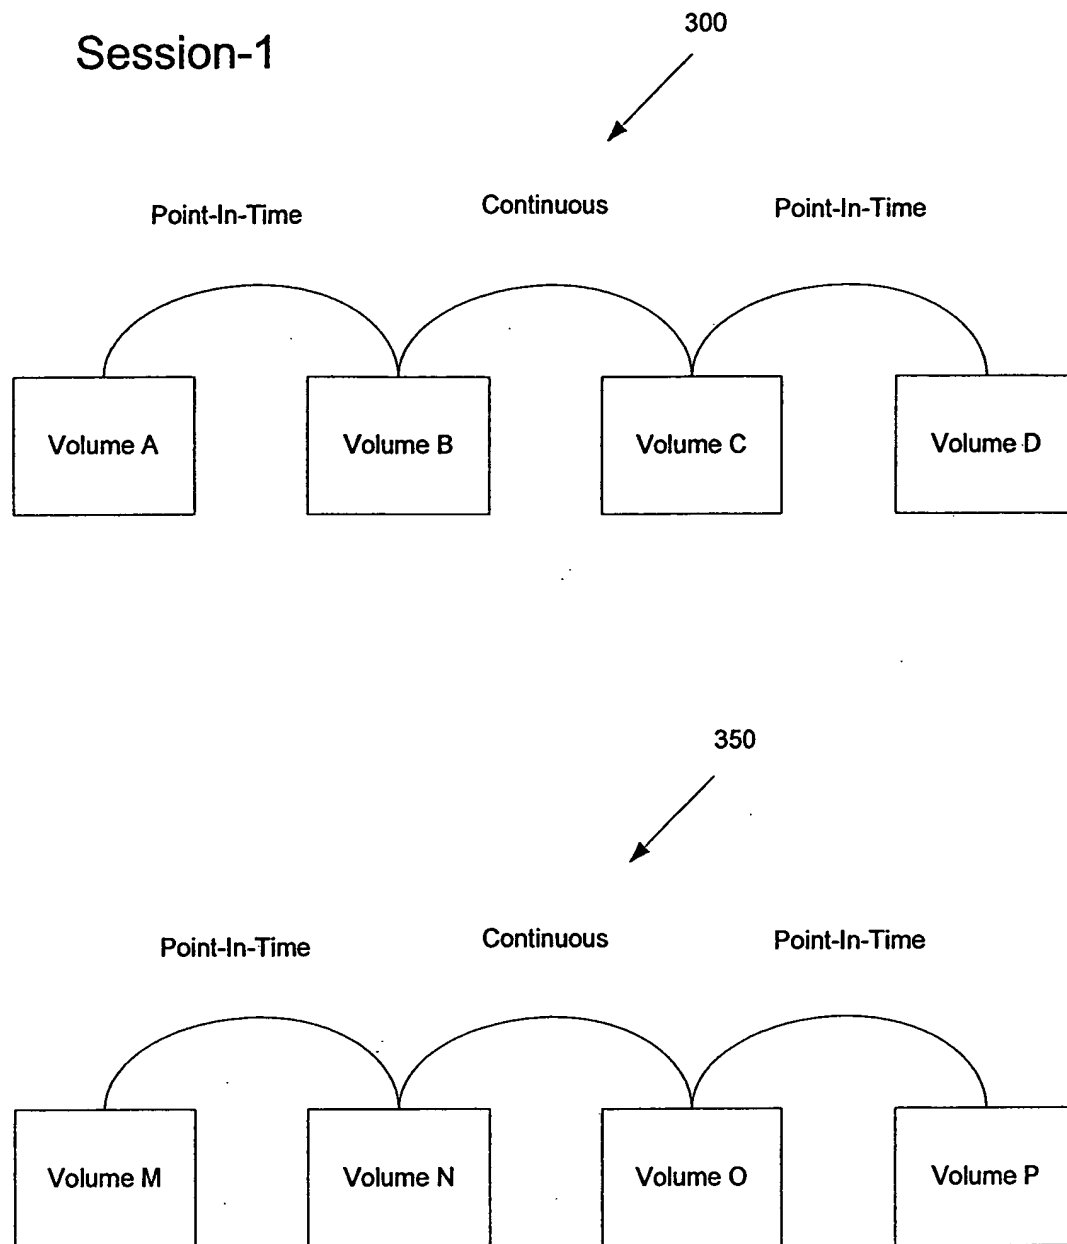 Session-1
300
Point-In-Time
Continuous
Point-In-Time
Volume A
Volume B
Volume C
Volume D
350
Point-In-Time
Continuous
Point-In-Time
Volume M
Volume N
Volume O
Volume P